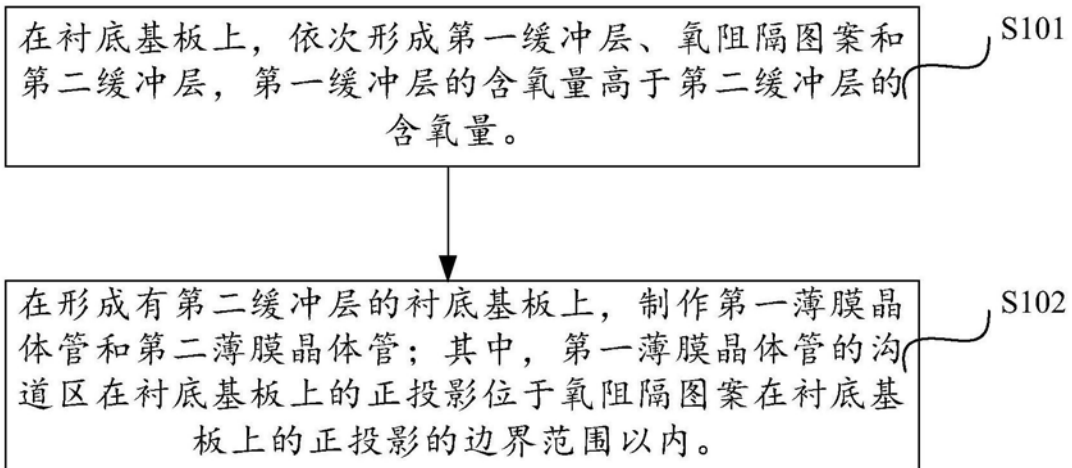 在衬底基板上，依次形成第一缓冲层、氧阻隔图案和
第二缓冲层，第一缓冲层的含氧量高于第二缓冲层的
含氧量。
S101
在形成有第二缓冲层的衬底基板上，制作第一薄膜晶
体管和第二薄膜晶体管；其中，第一薄膜晶体管的沟
道区在衬底基板上的正投影位于氧阻隔图案在衬底基
板上的正投影的边界范围以内。
S102